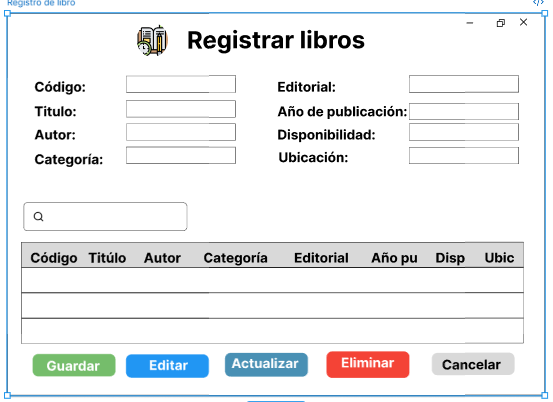 Registro de libro
Registrar libros
Código:
Titulo:
Autor:
Categoría:
Editorial:
Año de publicación:
Disponibilidad:
Ubicación:
Código Titúlo Autor Categoría Editorial Año pu Disp Ubic
Guardar Editar Actualizar Eliminar Cancelar